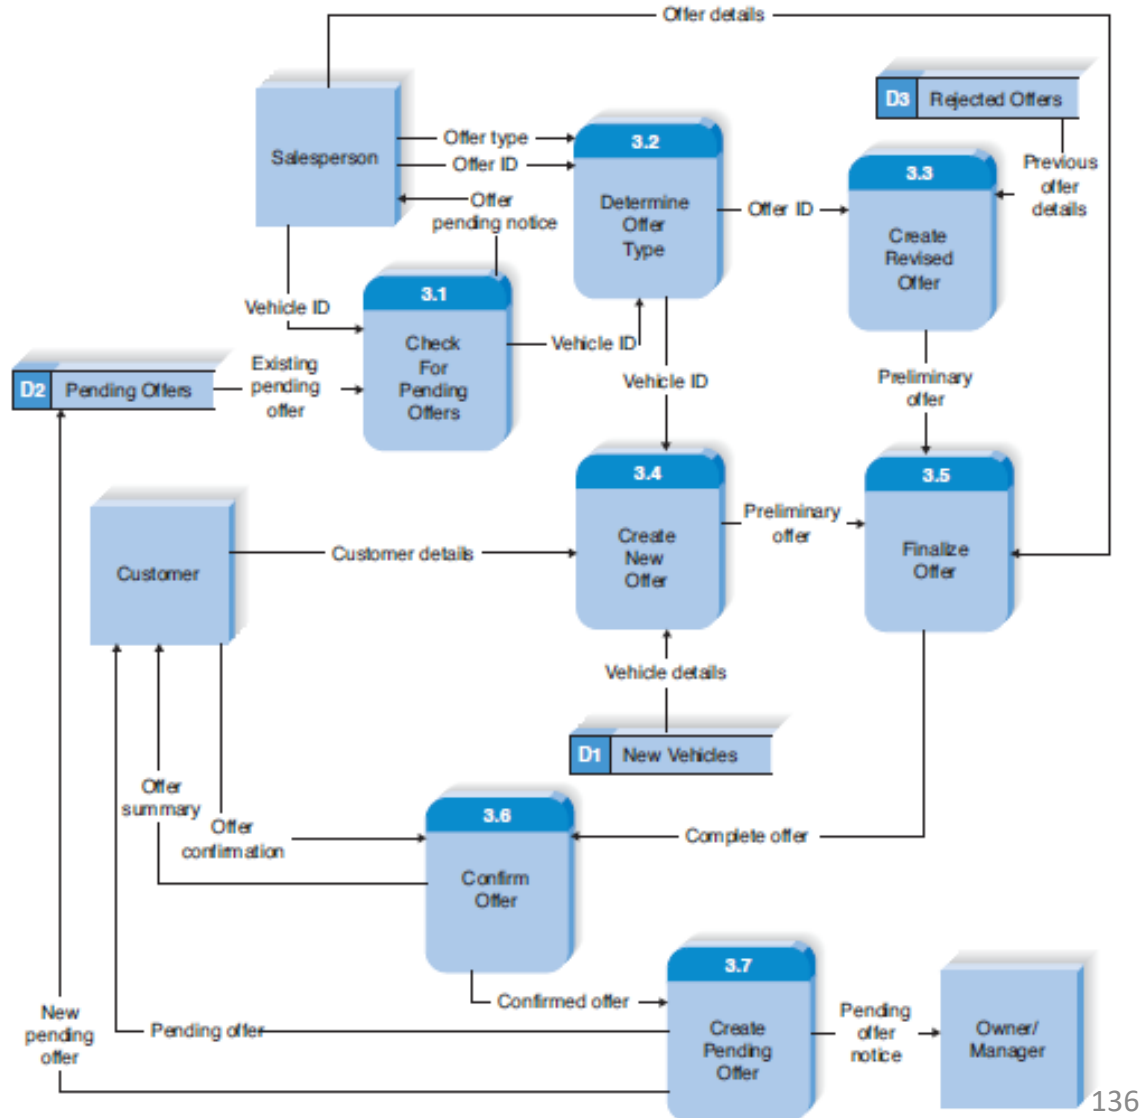 Offer details
D3 Rejected Offers
Salesperson
Offer type
Offer ID
Offer
pending notice
3.2
Determine
Offer
Type
Offer ID
3.3
Create
Revised
Offer
Previous
offer
details
Vehicle ID
3.1
Check
For
Pending
Offers
Vehicle ID
Vehicle ID
D2 Pending Offers
Existing
pending
offer
Preliminary
offer
Customer
Customer details
3.4
Create
New
Offer
Preliminary
offer
3.5
Finalize
Offer
Vehicle details
D1 New Vehicles
Offer
summary
Offer
confirmation
3.6
Confirm
Offer
Complete offer
Confirmed offer
3.7
Create
Pending
Offer
New
pending
offer
Pending offer
Pending
offer
notice
Owner/
Manager
136